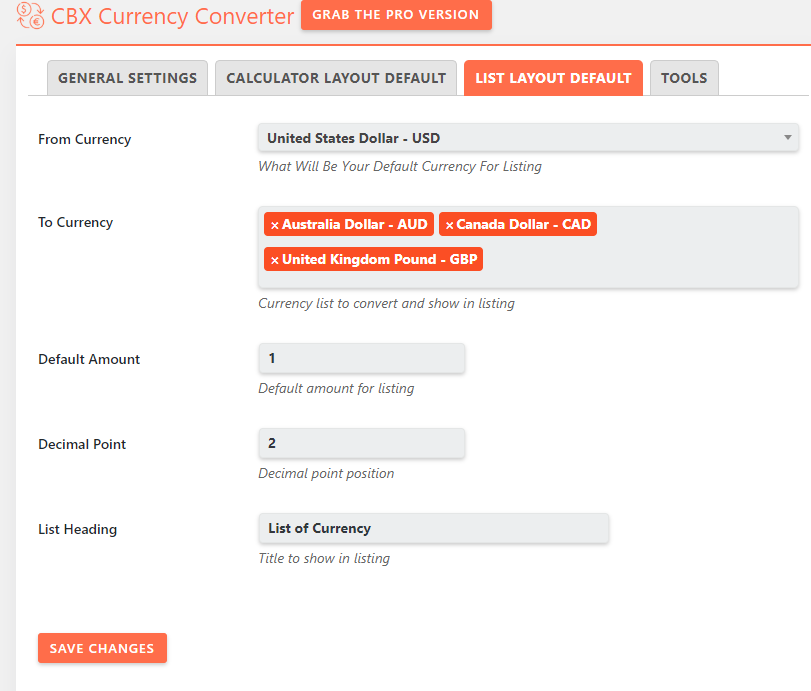 CBX Currency Converter GRAB THE PRO VERSION
GENERAL SETTINGS CALCULATOR LAYOUT DEFAULT LIST LAYOUT DEFAULT TOOLS
From Currency United States Dollar - USD
What Will Be Your Default Currency For Listing
To Currency × Australia Dollar - AUD × Canada Dollar - CAD
× United Kingdom Pound - GBP
Currency list to convert and show in listing
Default Amount 1
Default amount for listing
Decimal Point 2
Decimal point position
List Heading List of Currency
Title to show in listing
SAVE CHANGES